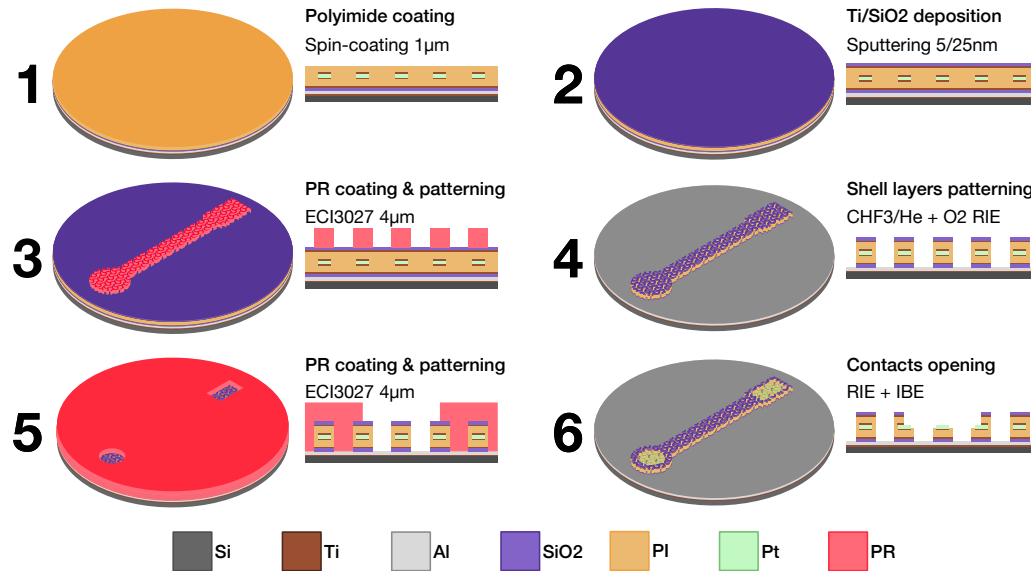 1
Polyimide coating
Spin-coating 1µm
2
Ti/SiO2 deposition
Sputtering 5/25nm
3
PR coating & patterning
ECI3027 4µm
4
Shell layers patterning
CHF3/He + O2 RIE
5
PR coating & patterning
ECI3027 4µm
6
Contacts opening
RIE + IBE
Si Ti Al SiO2 PI Pt PR